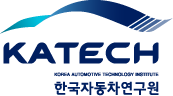 KATECH
KOREA AUTOMOTIVE TECHNOLOGY INSTITUTE
한국자동차연구원